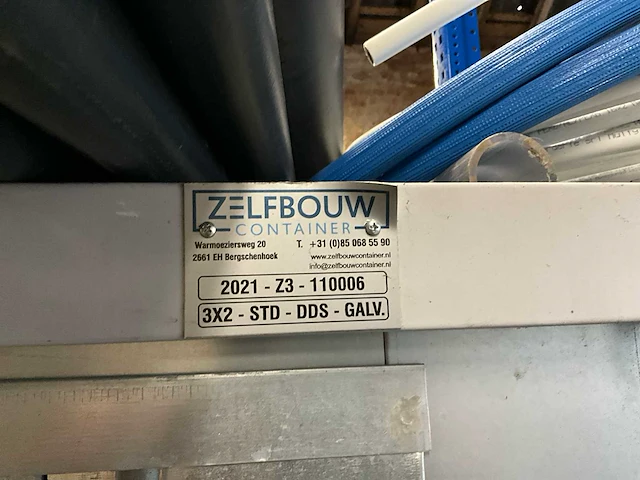 ZELFBOUW
CONTAINER
Warmoeziersweg 20 T. +31 (0)85 068 55 90
2661 EH Bergschenhoek www.zelfbouwcontainer.nl
info@zelfbouwcontainer.nl
2021 - Z3 - 110006
3X2 - STD - DDS - GALV.